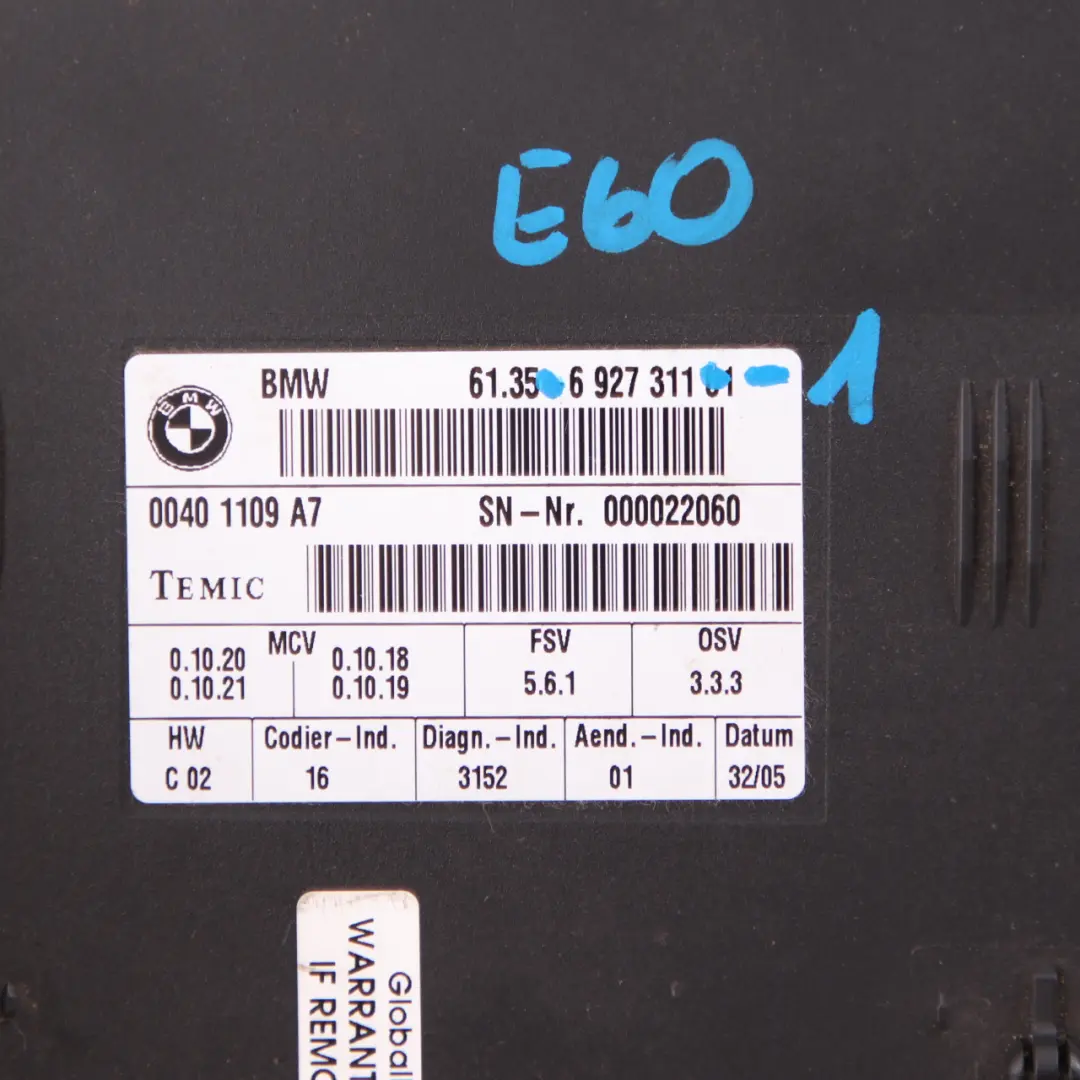 E60
BMW 61.35 6 927 311 01 - 1
BMW
0040 1109 A7 SN-Nr. 000022060
TEMIC
MCV FSV OSV
0.10.20 0.10.18
0.10.21 0.10.19 5.6.1 3.3.3
HW Codier-Ind. Diagn.-Ind. Aend.-Ind. Datum
C 02 16 3152 01 32/05
Global
WARRANT
IF REMO